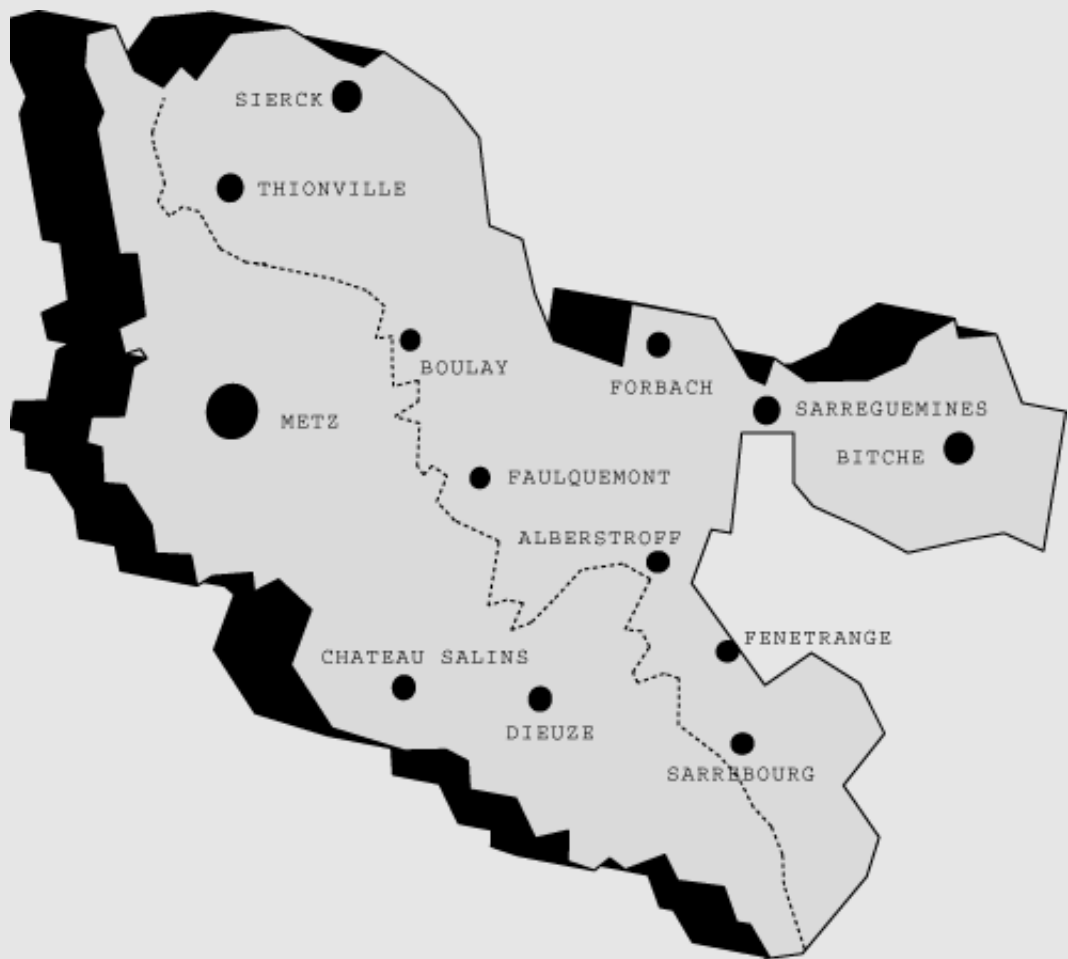 SIERCK
THIONVILLE
BOULAY
FORBACH
SARREGUEMINES
METZ
BITCHE
FAULQUEMONT
ALBERSTROFF
FENETRANGE
CHATEAU SALINS
DIEUZE
SARREBOURG